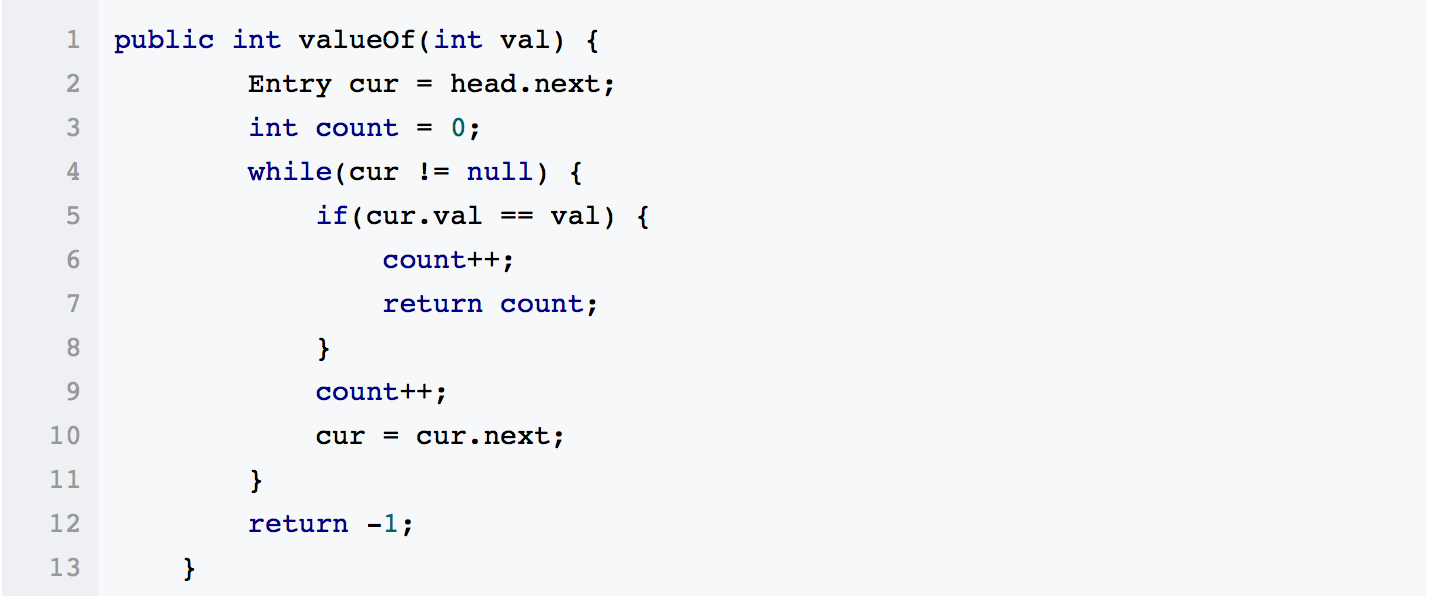 1 public int valueOf(int val) {
2 Entry cur = head.next;
3 int count = 0;
4 while(cur != null) {
5 if(cur.val == val) {
6 count++;
7 return count;
8 }
9 count++;
10 cur = cur.next;
11 }
12 return -1;
13 }